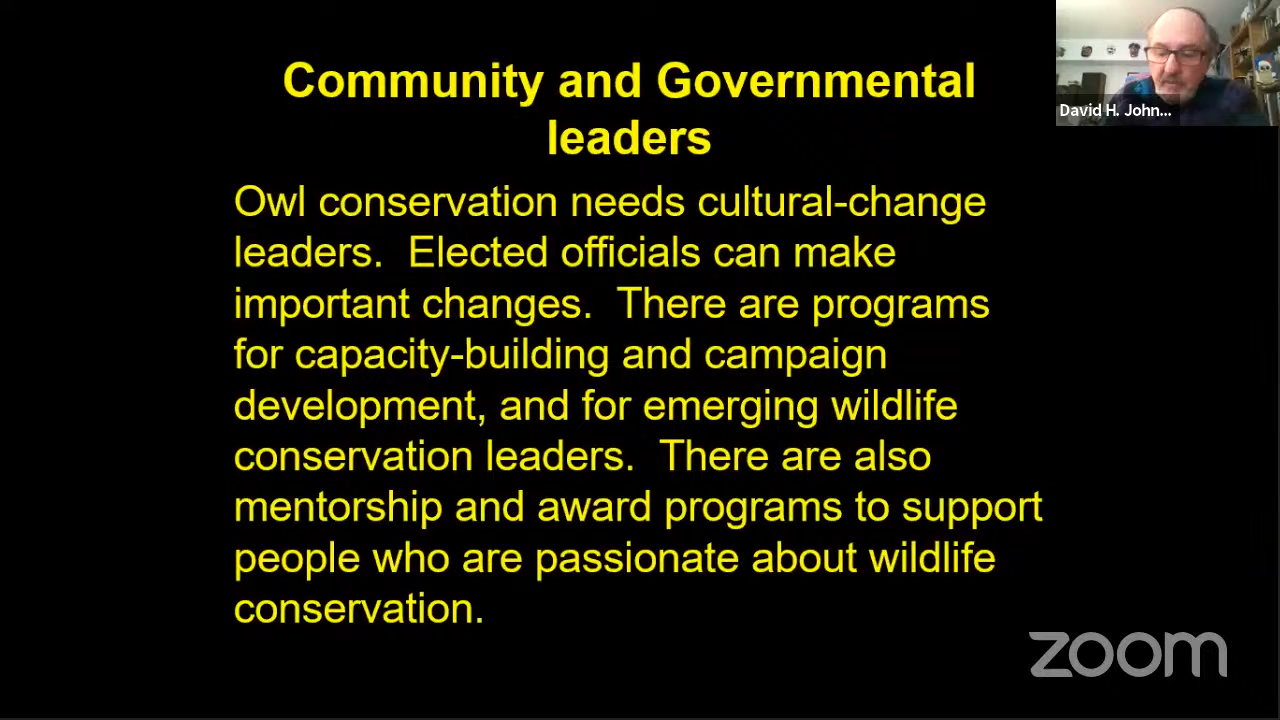 Community and Governmental
leaders
David H. John...
Owl conservation needs cultural-change
leaders.  Elected officials can make
important changes.  There are programs
for capacity-building and campaign
development, and for emerging wildlife
conservation leaders.  There are also
mentorship and award programs to support
people who are passionate about wildlife
conservation.
zoom